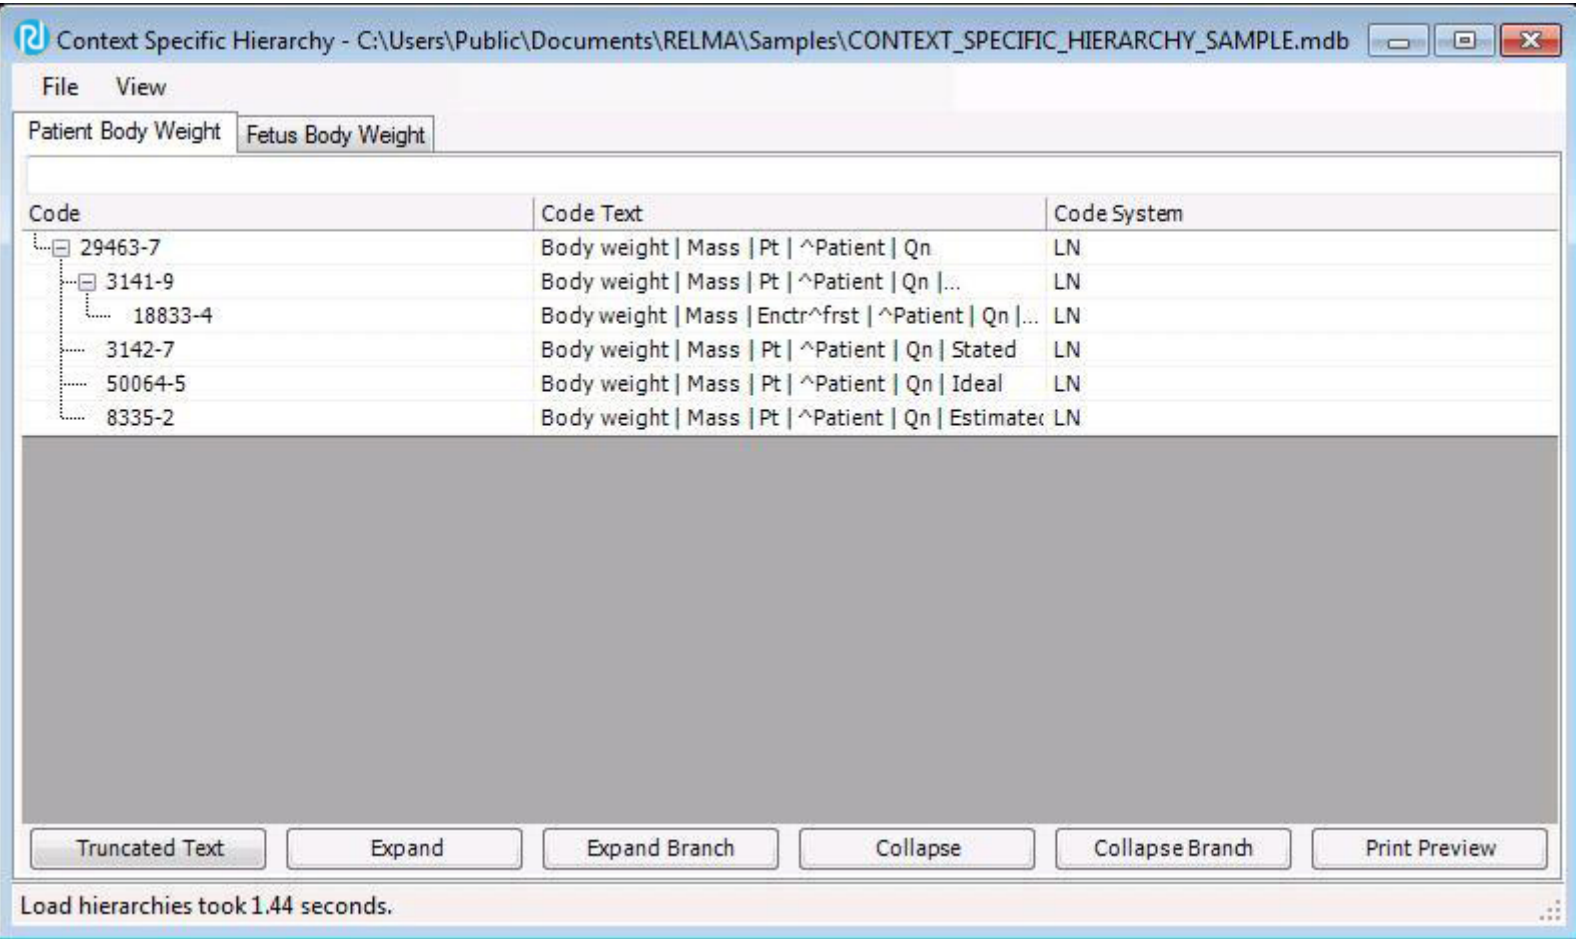 Context Specific Hierarchy - C:\Users\Public\Documents\RELMA\Samples\CONTEXT_SPECIFIC_HIERARCHY_SAMPLE.mdb
File View
Patient Body Weight Fetus Body Weight
Code Code Text Code System
29463-7 Body weight | Mass | Pt | ^Patient | Qn LN
3141-9 Body weight | Mass | Pt | ^Patient | Qn |... LN
18833-4 Body weight | Mass | Enctr^frst | ^Patient | Qn |... LN
3142-7 Body weight | Mass | Pt | ^Patient | Qn | Stated LN
50064-5 Body weight | Mass | Pt | ^Patient | Qn | Ideal LN
8335-2 Body weight | Mass | Pt | ^Patient | Qn | Estimated LN
Truncated Text Expand Expand Branch Collapse Collapse Branch Print Preview
Load hierarchies took 1.44 seconds.